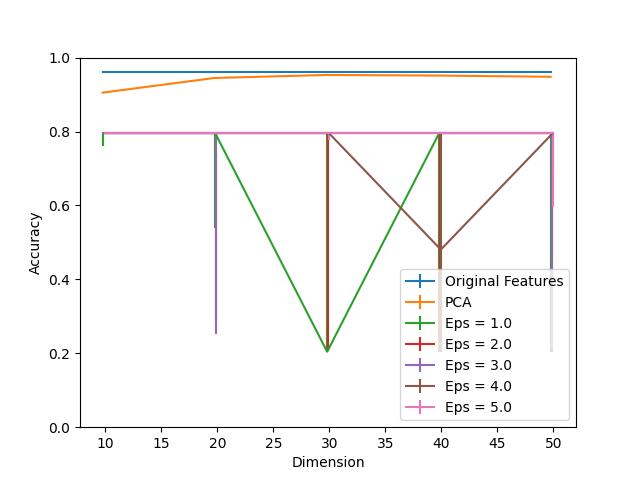 1.0
0.8
0.6
0.4
0.2
0.0
Accuracy
Original Features
PCA
Eps = 1.0
Eps = 2.0
Eps = 3.0
Eps = 4.0
Eps = 5.0
10 15 20 25 30 35 40 45 50
Dimension